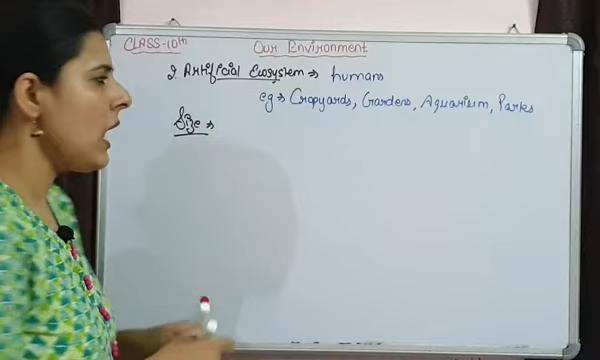 CLASS-10th
Our Environment
2. Artificial Ecosystem → humans
eg → Cropyards, Gardens, Aquarium, Parks
Size →